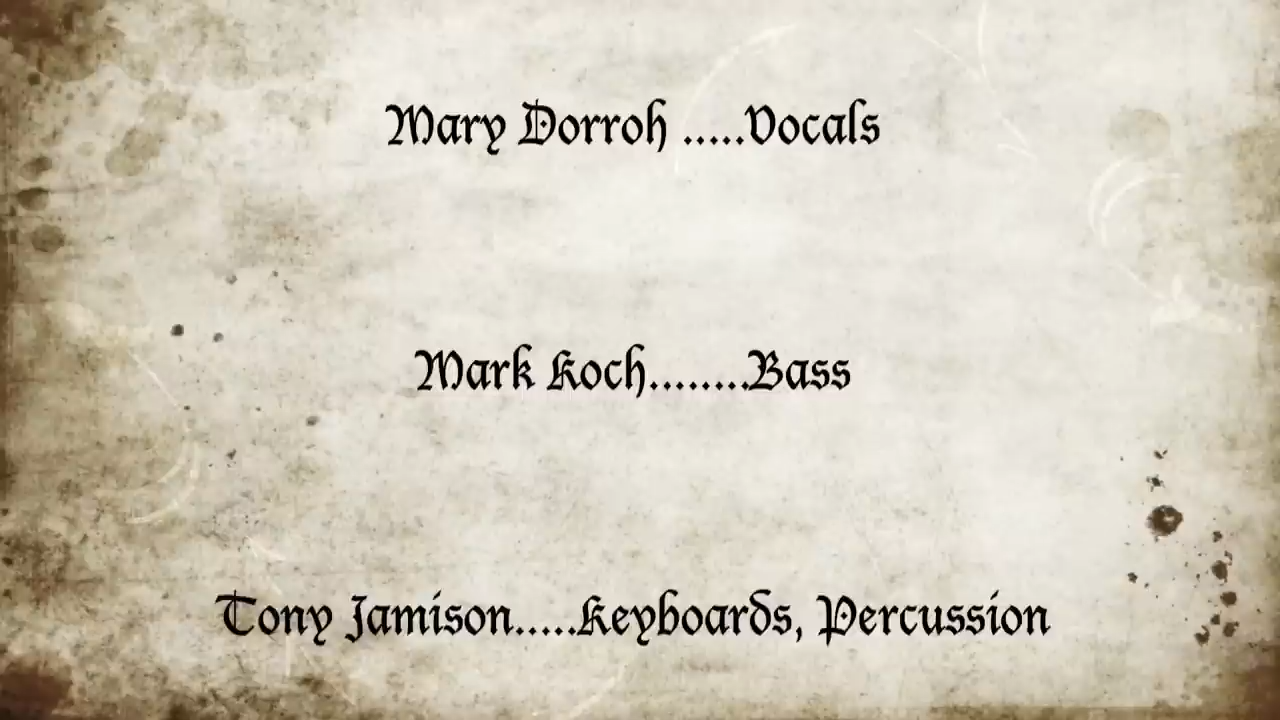 Mary Dorroh .....Vocals
Mark Koch........Bass
Tony Jamison.....Keyboards, Percussion